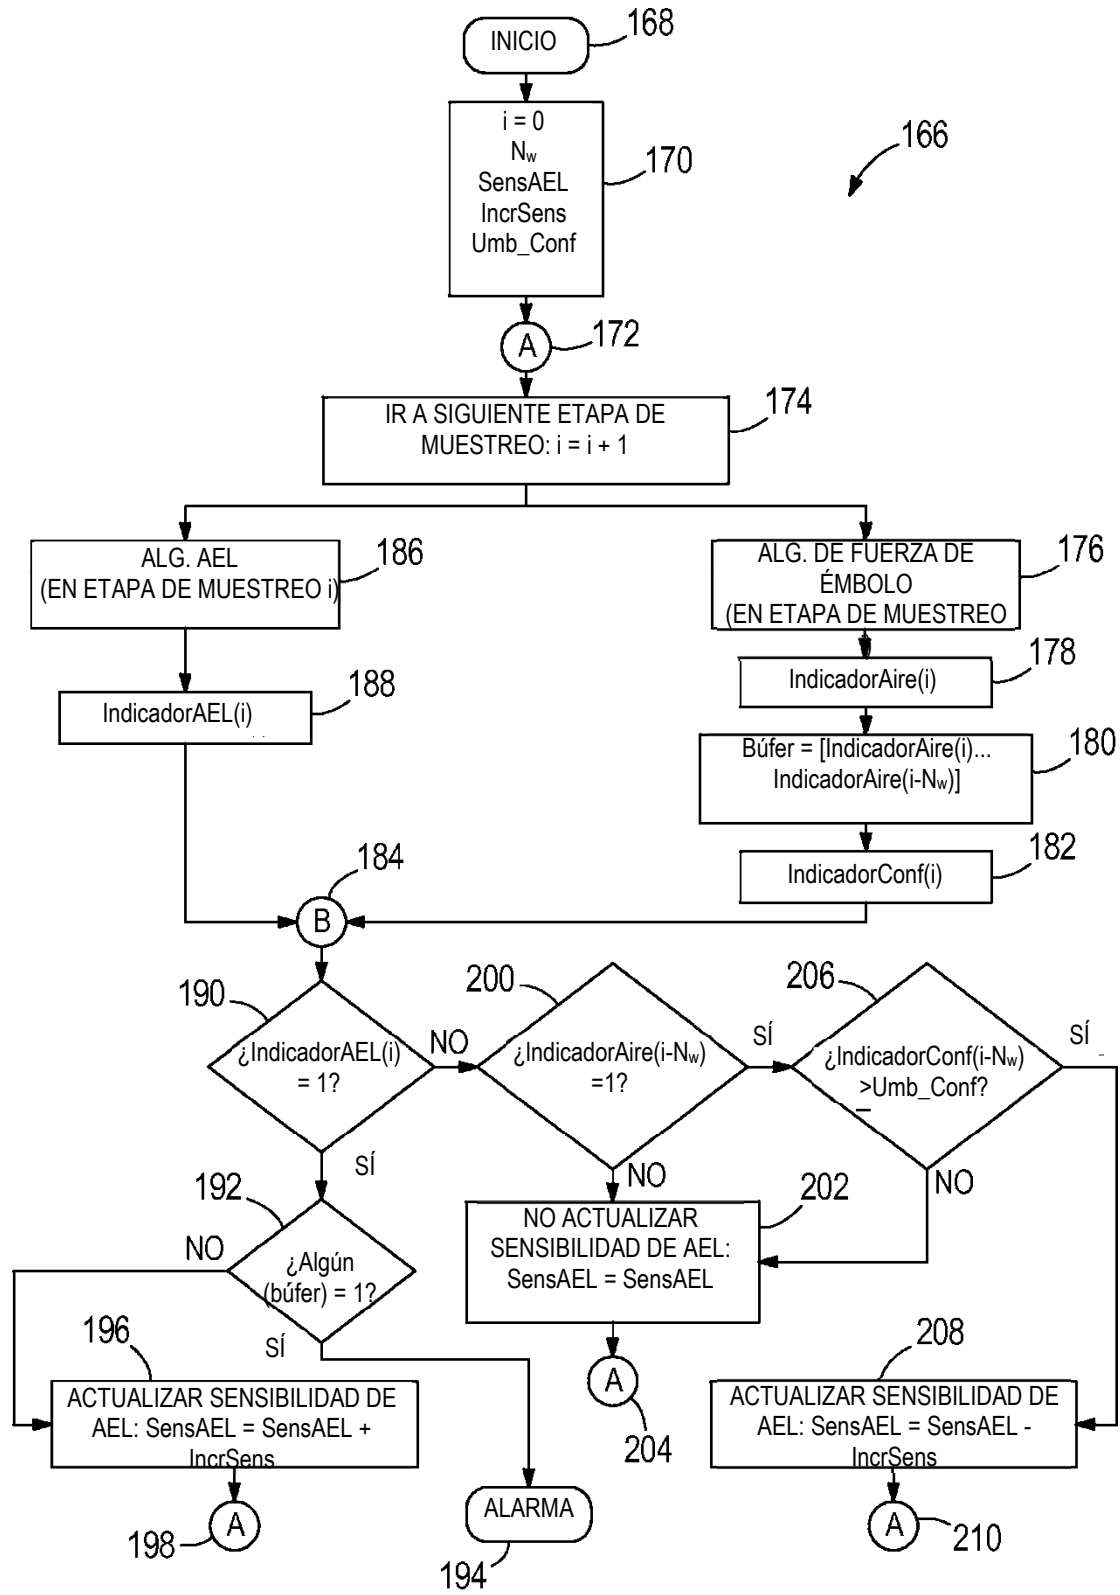 INICIO
168
i = 0
Nw
SensAEL
IncrSens
Umb_Conf
170
166
A
172
IR A SIGUIENTE ETAPA DE
MUESTREO: i = i + 1
174
ALG. AEL
(EN ETAPA DE MUESTREO i)
186
ALG. DE FUERZA DE
ÉMBOLO
(EN ETAPA DE MUESTREO
176
IndicadorAEL(i)
188
IndicadorAire(i)
178
Búfer = [IndicadorAire(i)...
IndicadorAire(i-Nw)]
180
IndicadorConf(i)
182
184
B
190
¿IndicadorAEL(i)
= 1?
NO
SÍ
200
¿IndicadorAire(i-Nw)
=1?
SÍ
NO
206
¿IndicadorConf(i-Nw)
>Umb_Conf?
SÍ
NO
192
¿Algún
(búfer) = 1?
NO
SÍ
NO ACTUALIZAR
SENSIBILIDAD DE AEL:
SensAEL = SensAEL
202
A
204
196
ACTUALIZAR SENSIBILIDAD DE
AEL: SensAEL = SensAEL +
IncrSens
A
198
ALARMA
194
208
ACTUALIZAR SENSIBILIDAD DE
AEL: SensAEL = SensAEL -
IncrSens
A
210